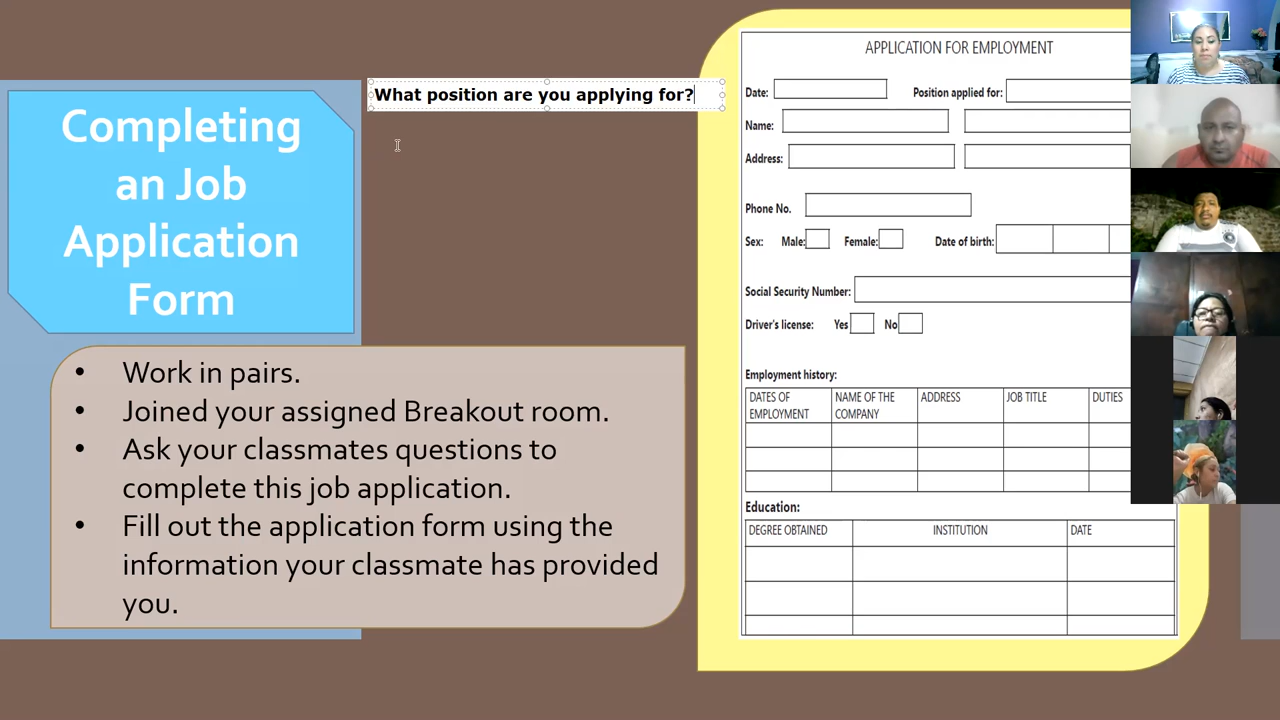 Completing
an Job
Application
Form
What position are you applying for?
• Work in pairs.
• Joined your assigned Breakout room.
• Ask your classmates questions to
complete this job application.
• Fill out the application form using the
information your classmate has provided
you.
APPLICATION FOR EMPLOYMENT
Date: Position applied for:
Name:
Address:
Phone No.
Sex: Male: Female: Date of birth:
Social Security Number:
Driver's license: Yes No
Employment history:
DATES OF EMPLOYMENT NAME OF THE COMPANY ADDRESS JOB TITLE DUTIES
Education:
DEGREE OBTAINED INSTITUTION DATE